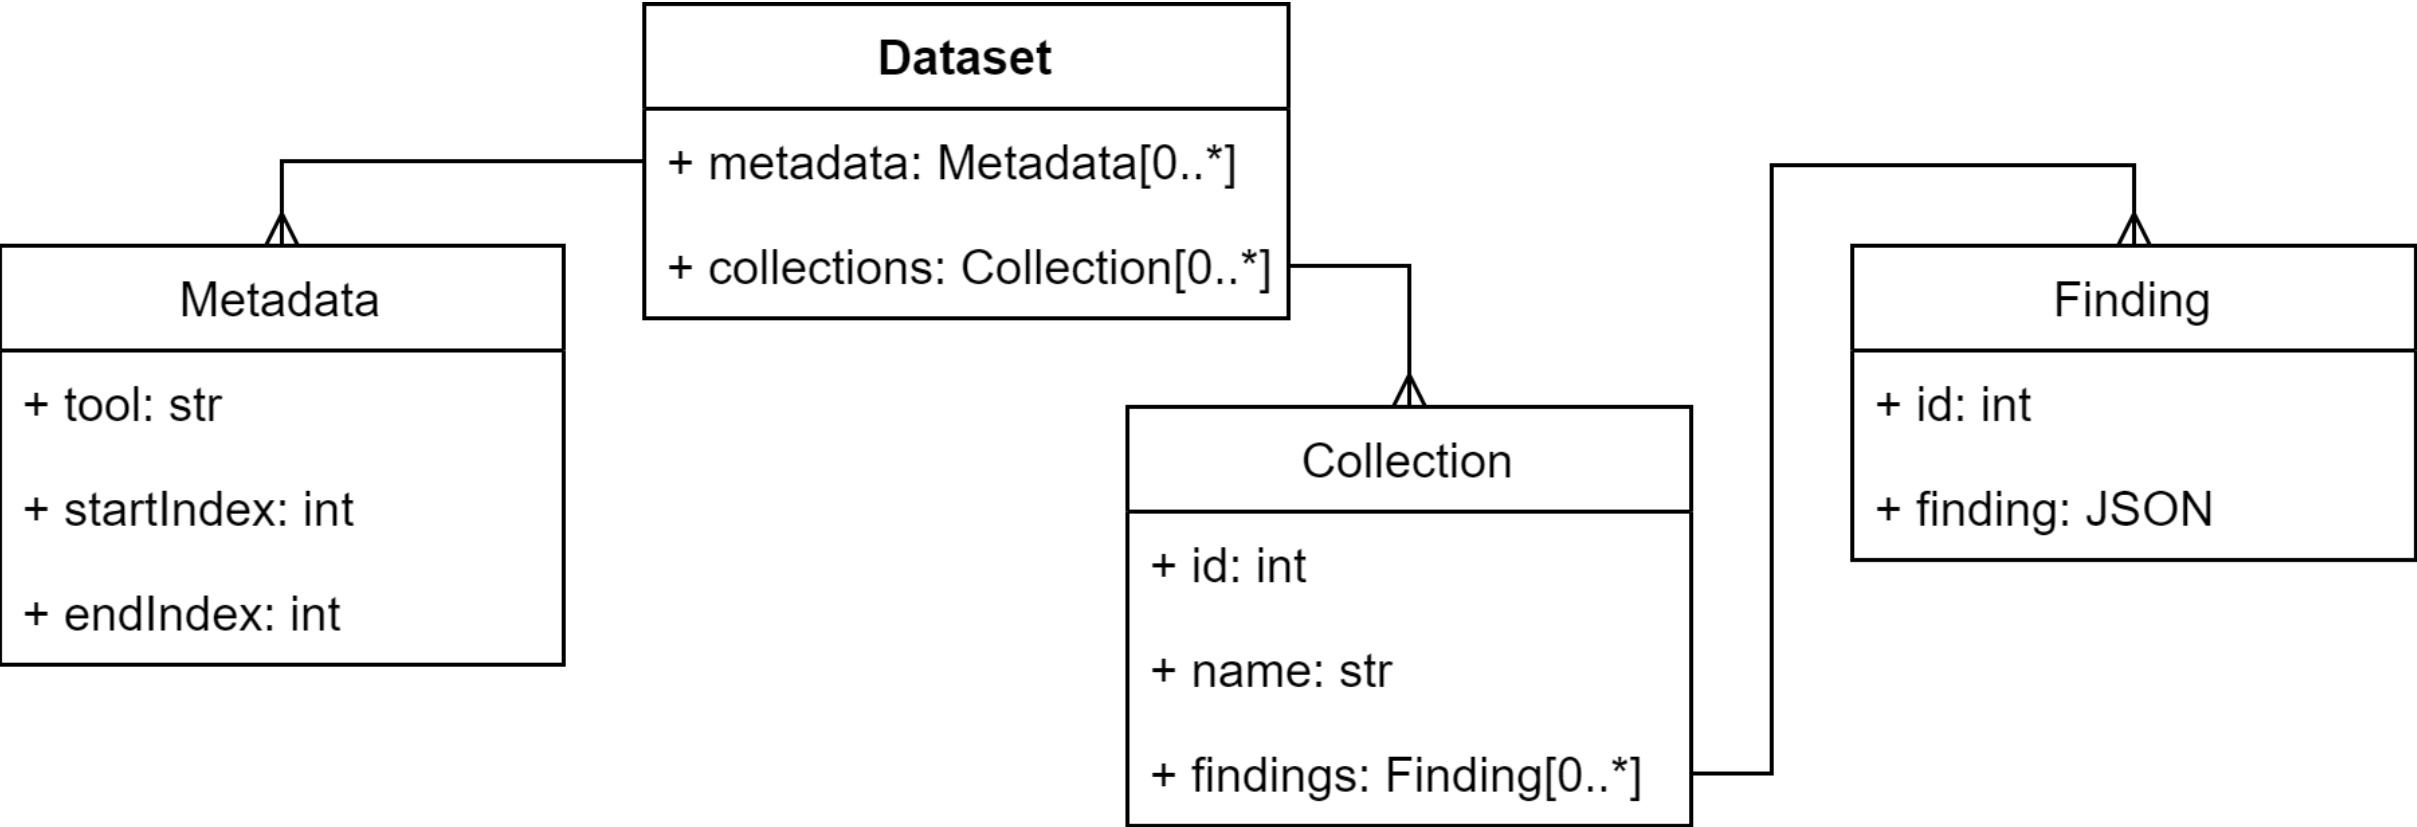 Dataset
+ metadata: Metadata[0..*]
+ collections: Collection[0..*]
Metadata
+ tool: str
+ startIndex: int
+ endIndex: int
Collection
+ id: int
+ name: str
+ findings: Finding[0..*]
Finding
+ id: int
+ finding: JSON